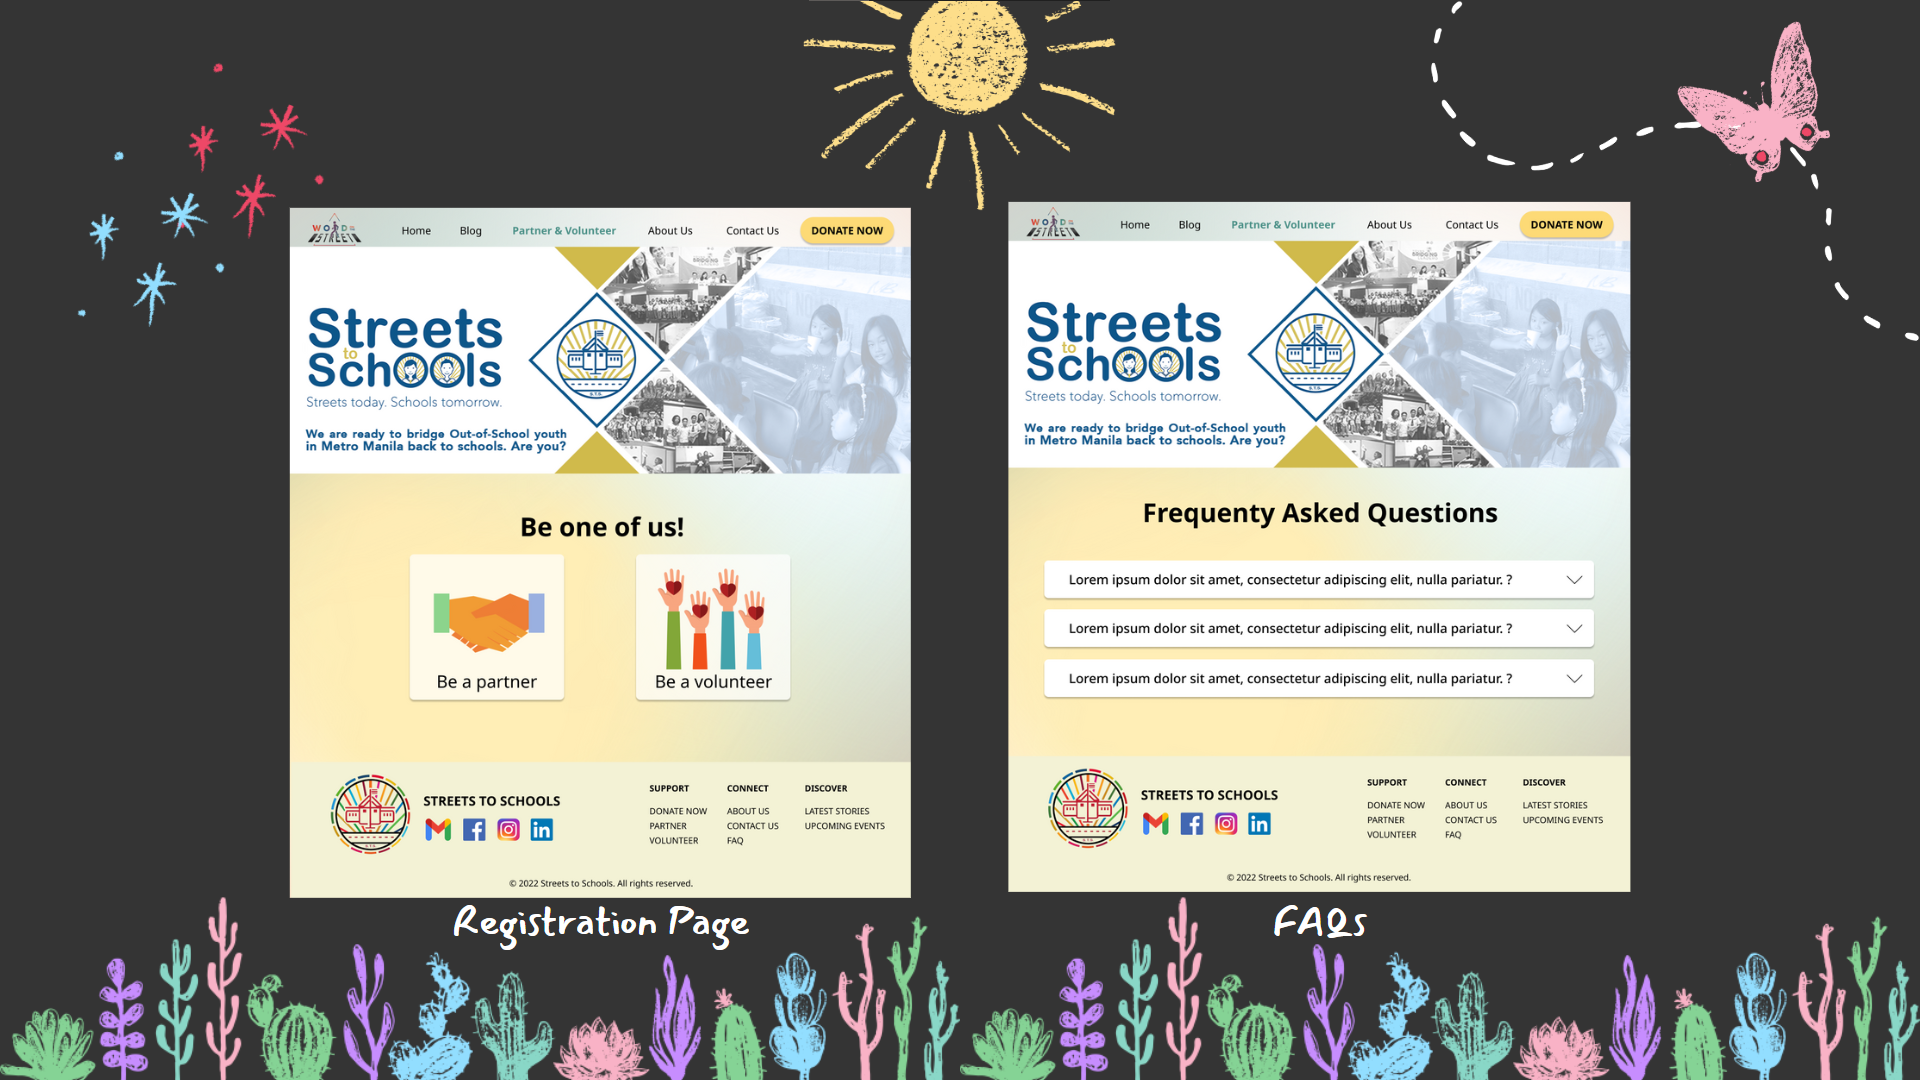 WORD
STREET
Home Blog Partner & Volunteer About Us Contact Us DONATE NOW
Streets
to
Schools
Streets today. Schools tomorrow.
We are ready to bridge Out-of-School youth
in Metro Manila back to schools. Are you?
Be one of us!
Be a partner Be a volunteer
STREETS TO SCHOOLS
SUPPORT CONNECT DISCOVER
DONATE NOW ABOUT US LATEST STORIES
PARTNER CONTACT US UPCOMING EVENTS
VOLUNTEER FAQ
© 2022 Streets to Schools. All rights reserved.
Registration Page
WORD
STREET
Home Blog Partner & Volunteer About Us Contact Us DONATE NOW
Streets
to
Schools
Streets today. Schools tomorrow.
We are ready to bridge Out-of-School youth
in Metro Manila back to schools. Are you?
Frequenty Asked Questions
Lorem ipsum dolor sit amet, consectetur adipiscing elit, nulla pariatur. ?
Lorem ipsum dolor sit amet, consectetur adipiscing elit, nulla pariatur. ?
Lorem ipsum dolor sit amet, consectetur adipiscing elit, nulla pariatur. ?
STREETS TO SCHOOLS
SUPPORT CONNECT DISCOVER
DONATE NOW ABOUT US LATEST STORIES
PARTNER CONTACT US UPCOMING EVENTS
VOLUNTEER FAQ
© 2022 Streets to Schools. All rights reserved.
FAQs